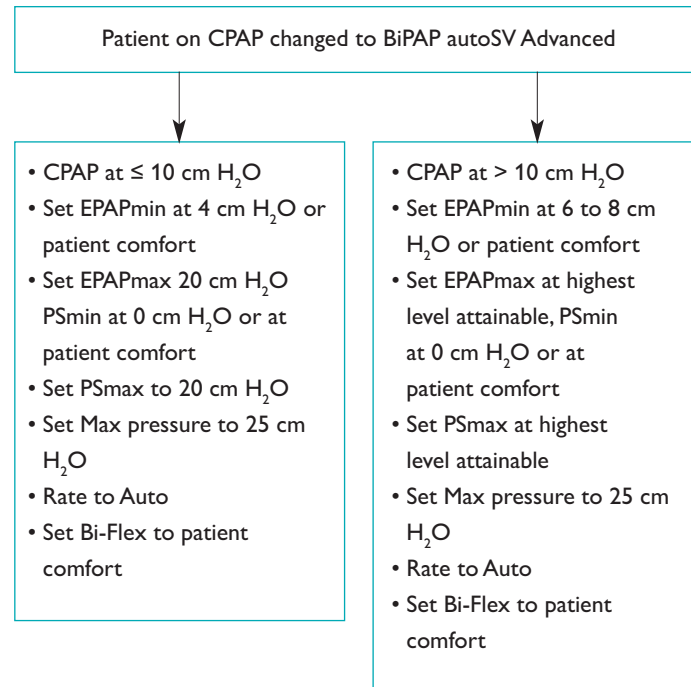 Patient on CPAP changed to BiPAP autoSV Advanced
• CPAP at ≤ 10 cm H₂O
• Set EPAPmin at 4 cm H₂O or
patient comfort
• Set EPAPmax 20 cm H₂O
PSmin at 0 cm H₂O or at
patient comfort
• Set PSmax to 20 cm H₂O
• Set Max pressure to 25 cm
H₂O
• Rate to Auto
• Set Bi-Flex to patient
comfort
• CPAP at > 10 cm H₂O
• Set EPAPmin at 6 to 8 cm
H₂O or patient comfort
• Set EPAPmax at highest
level attainable, PSmin
at 0 cm H₂O or at
patient comfort
• Set PSmax at highest
level attainable
• Set Max pressure to 25 cm
H₂O
• Rate to Auto
• Set Bi-Flex to patient
comfort